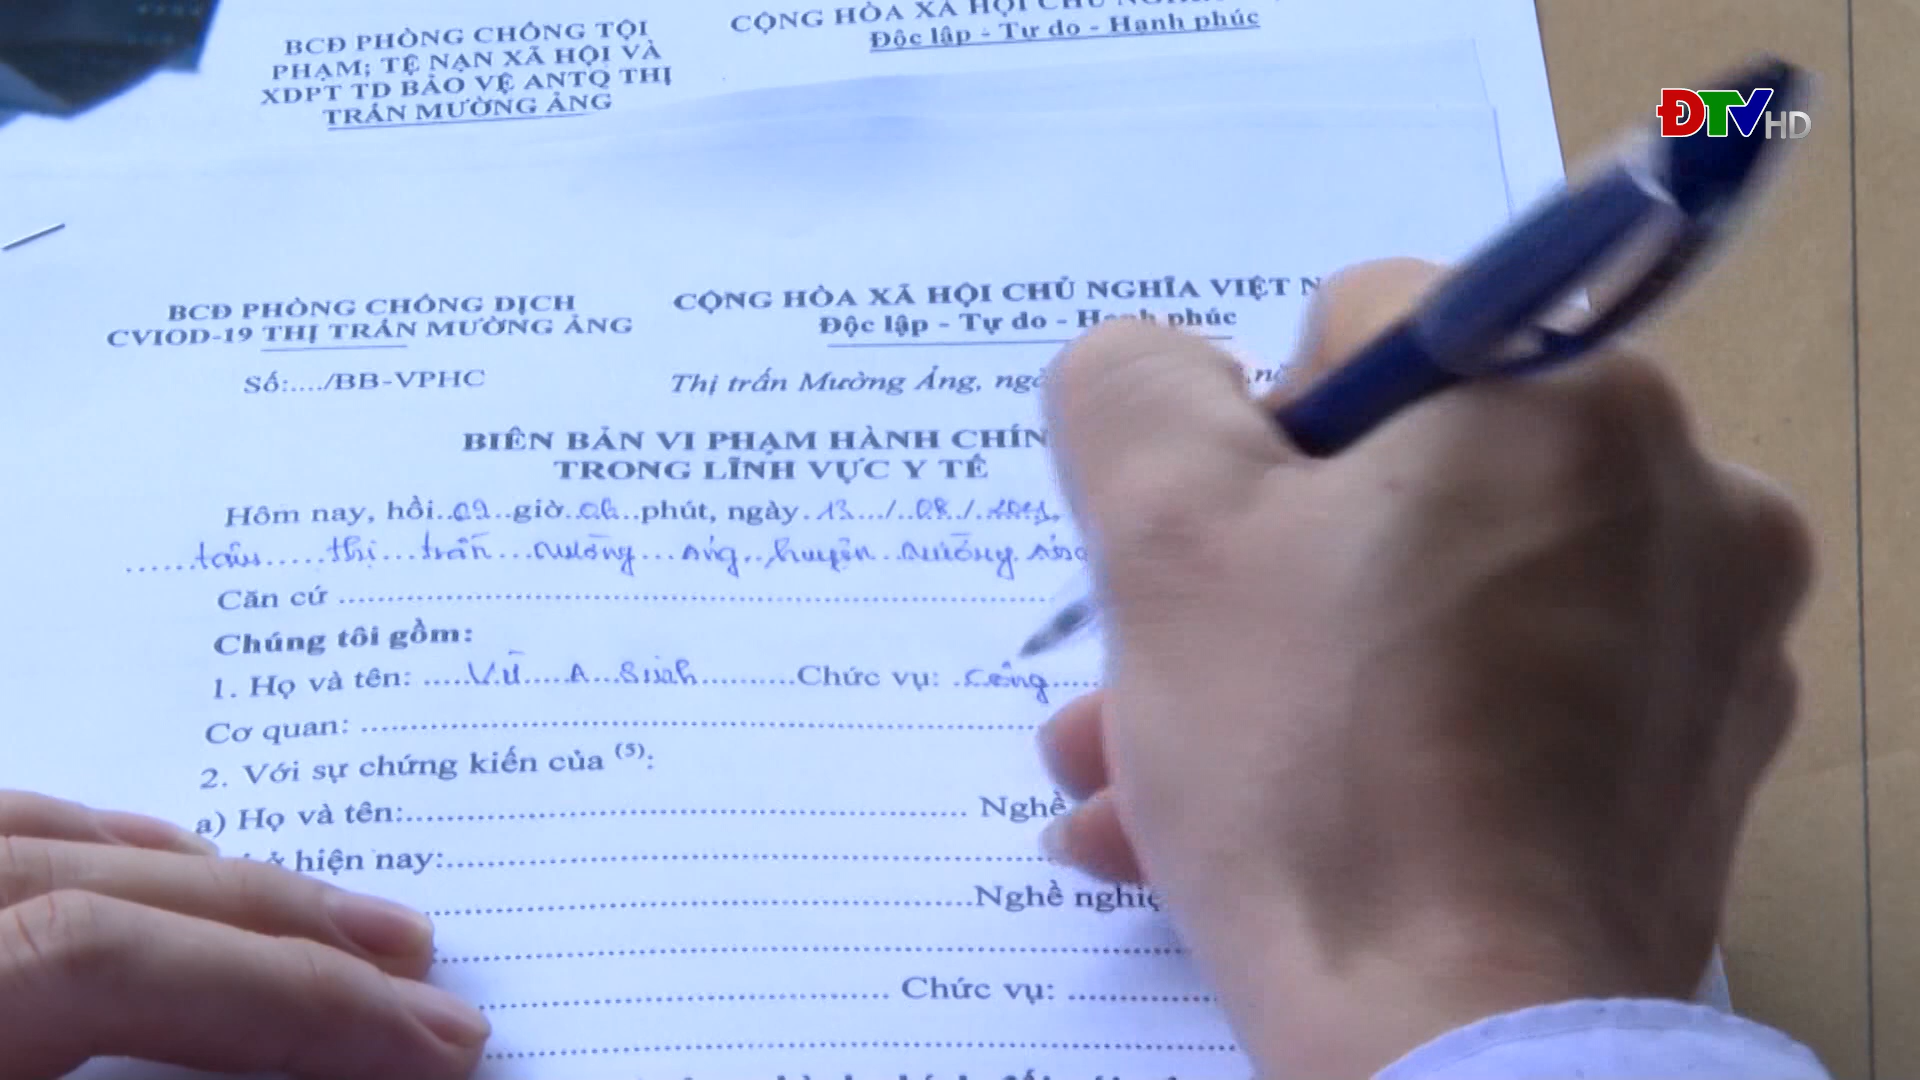 BCĐ PHÒNG CHỐNG TỘI
PHẠM; TỆ NẠN XÃ HỘI VÀ
XDPT TD BẢO VỆ ANTQ THỊ
TRẤN MƯỜNG ẢNG
CỘNG HÒA XÃ HỘI CHỦ
Độc lập - Tự do - Hạnh phúc
ĐTV HD
BCĐ PHÒNG CHỐNG DỊCH
CVIOD-19 THỊ TRẤN MƯỜNG ẢNG
CỘNG HÒA XÃ HỘI CHỦ NGHĨA VIỆT N
Độc lập - Tự do - Hạnh phúc
Số:..../BB-VPHC
Thị trấn Mường Ảng,
BIÊN BẢN VI PHẠM HÀNH CHÍN
TRONG LĨNH VỰC Y TẾ
Hôm nay, hồi..09..giờ..06..phút, ngày..13.../..08./..2021.
thị...trấn...mường...ảng..huyện..mường
Căn cứ ........
Chúng tôi gồm:
1. Họ và tên: .....Vừ.....A...Sinh..........Chức vụ: ..Công.....
Cơ quan: ........
2. Với sự chứng kiến của (5):
a) Họ và tên:........ Nghề
hiện nay:........
........Nghề
........ Chức vụ: ........